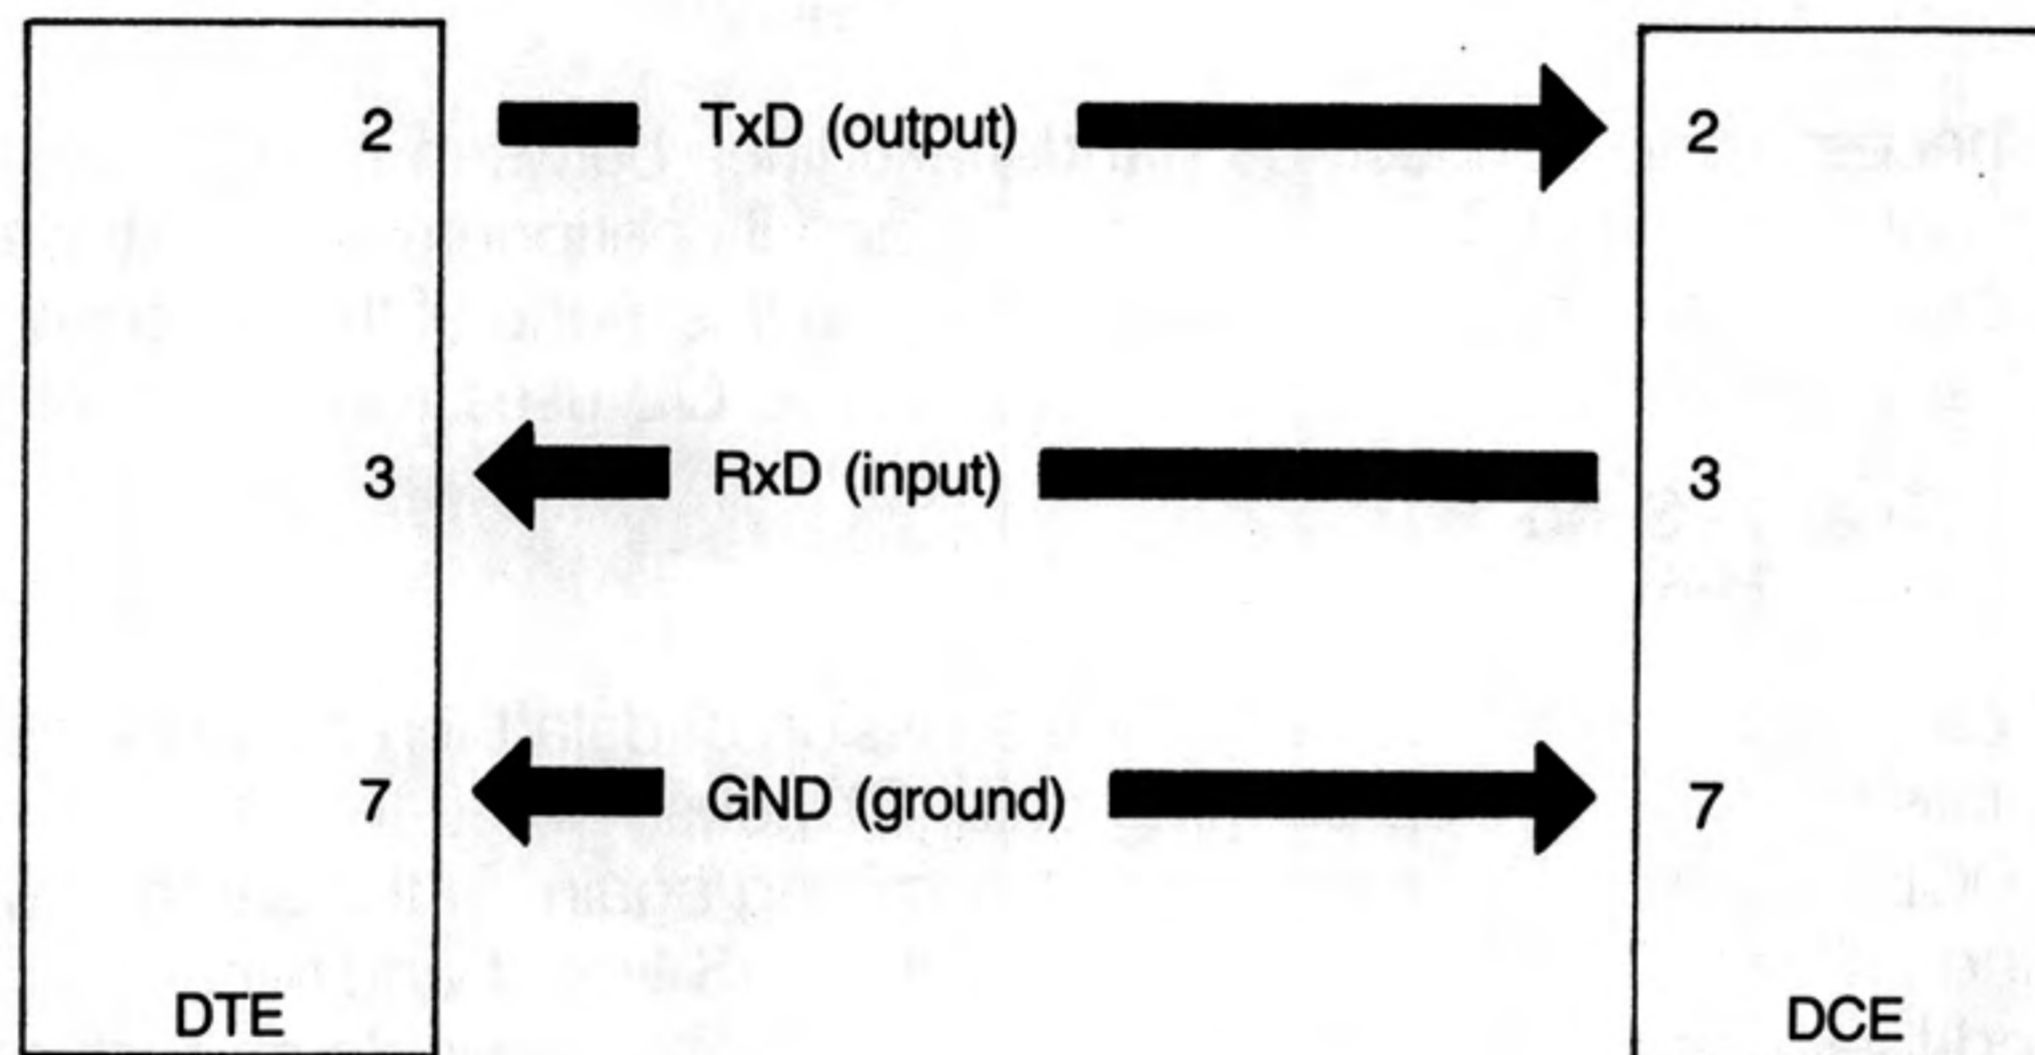 2 TxD (output) 2
3 RxD (input) 3
7 GND (ground) 7
DTE DCE